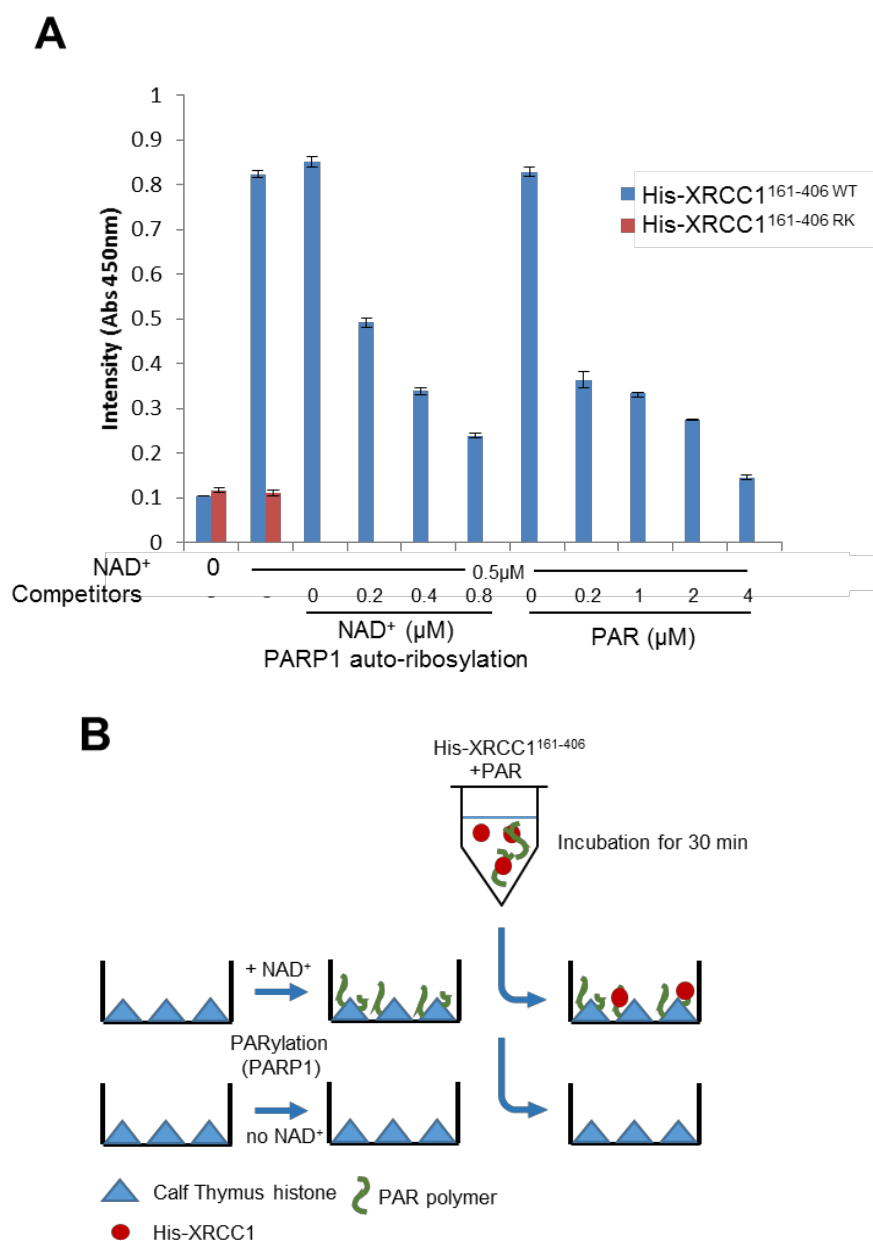 A
1
0.9
0.8
0.7
0.6
0.5
0.4
0.3
0.2
0.1
0
Intensity (Abs 450nm)
His-XRCC1¹⁶¹⁻⁴⁰⁶ ᵂᵀ
His-XRCC1¹⁶¹⁻⁴⁰⁶ ᴿᴷ
NAD⁺ 0 0.5µM
Competitors - - 0 0.2 0.4 0.8 0 0.2 1 2 4
NAD⁺ (µM) PAR (µM)
PARP1 auto-ribosylation
B
His-XRCC1¹⁶¹⁻⁴⁰⁶
+PAR
Incubation for 30 min
+ NAD⁺
PARylation
(PARP1)
no NAD⁺
Calf Thymus histone PAR polymer
His-XRCC1